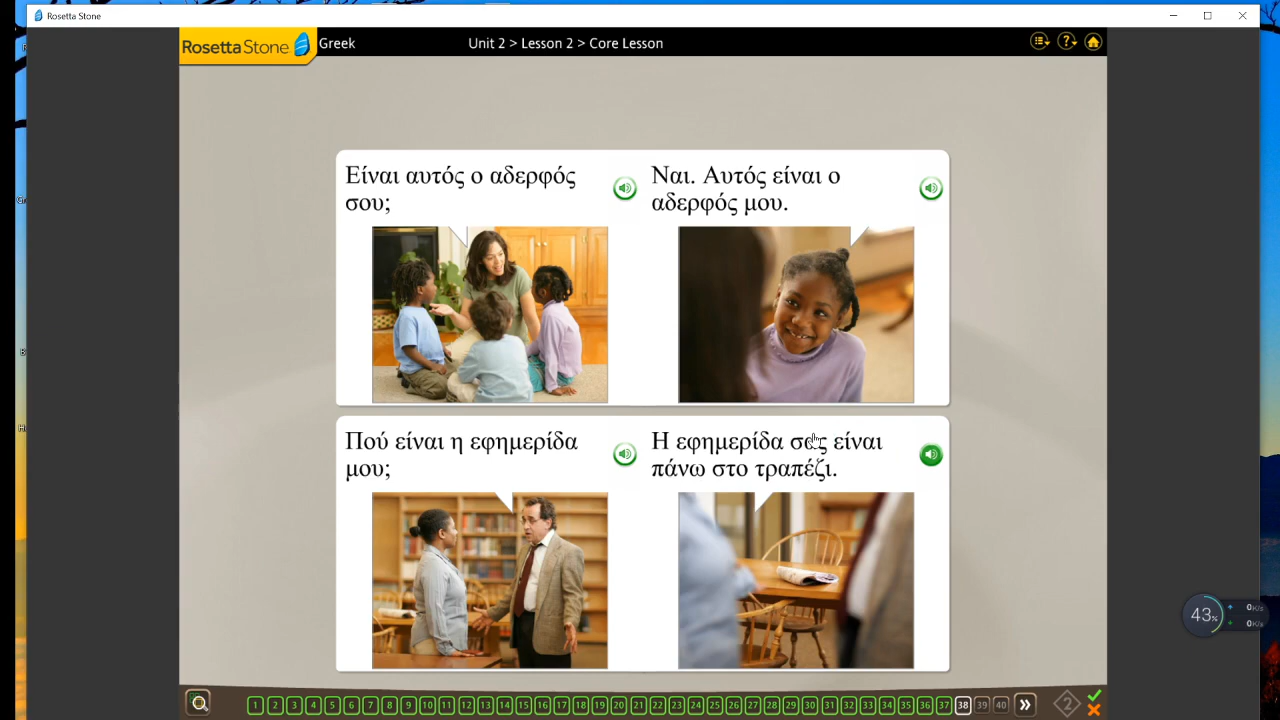 Rosetta Stone
RosettaStone
Greek
Unit 2 > Lesson 2 > Core Lesson
Είναι αυτός ο αδερφός
σου;
Ναι. Αυτός είναι ο
αδερφός μου.
Πού είναι η εφημερίδα
μου;
Η εφημερίδα σας είναι
πάνω στο τραπέζι.
43%
0K/s
0K/s
1 2 3 4 5 6 7 8 9 10 11 12 13 14 15 16 17 18 19 20 21 22 23 24 25 26 27 28 29 30 31 32 33 34 35 36 37 38 39 40
2